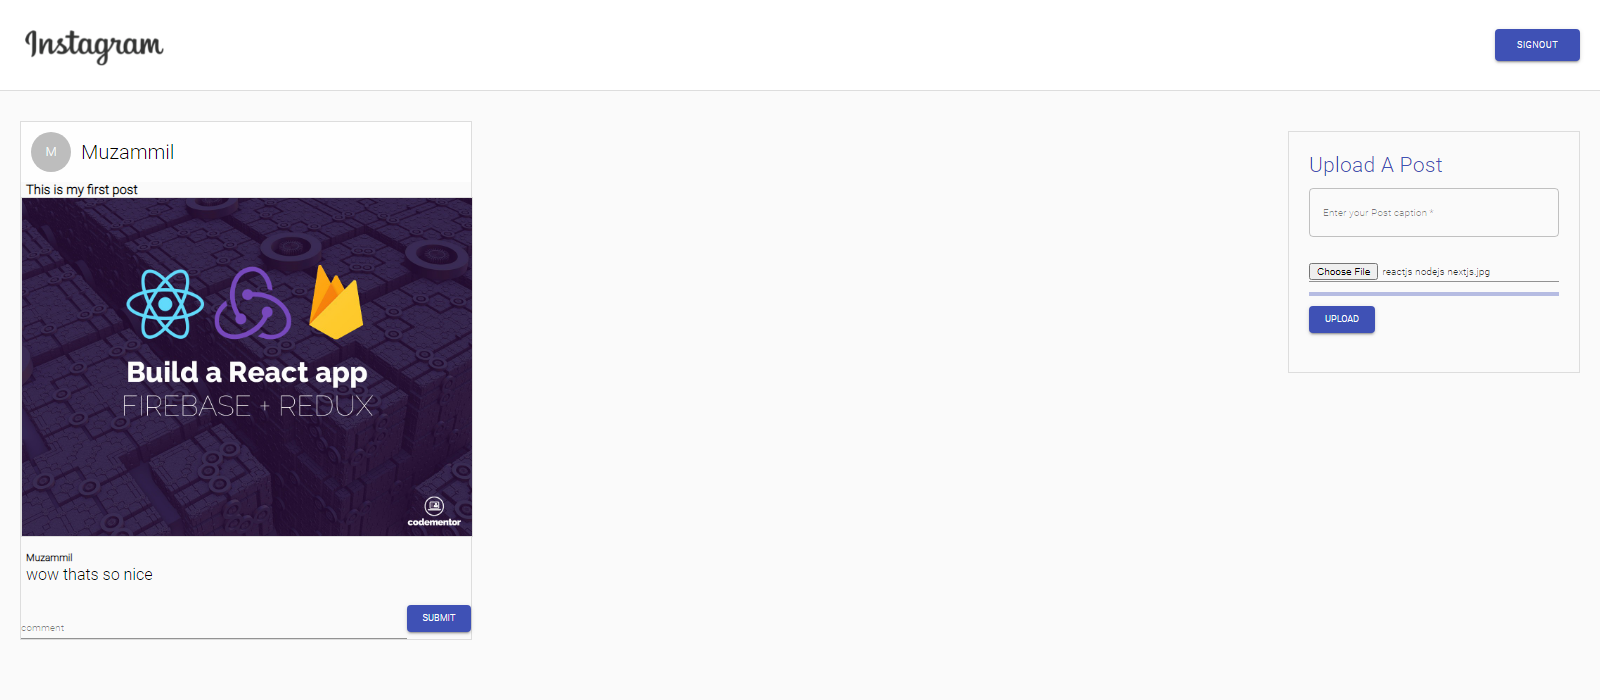 Instagram
SIGNOUT
M
Muzammil
This is my first post
Build a React app
FIREBASE + REDUX
codementor
Muzammil
wow thats so nice
comment
SUBMIT
Upload A Post
Enter your Post caption *
Choose File reactjs nodejs nextjs.jpg
UPLOAD